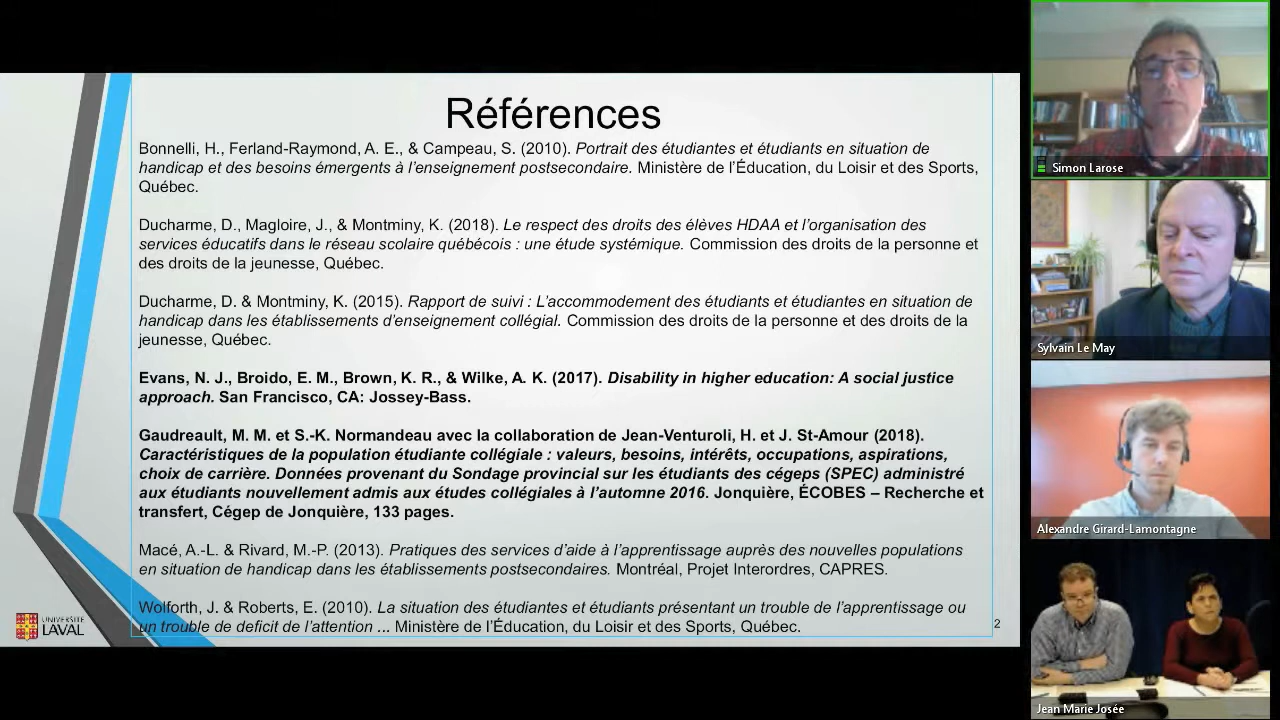 Références
Bonnelli, H., Ferland-Raymond, A. E., & Campeau, S. (2010). Portrait des étudiantes et étudiants en situation de
handicap et des besoins émernents à l’enseignement postsecondaire. Ministère de l’Éducation, du Loisir et des Sports,
Québec.
Ducharme, D., Magloire, J., & Montminy, K. (2018). Le respect des droits des élèves HDAA et l’organisation des
services éducatifs dans le réseau scolaire québécois : une étude systémique. Commission des droits de la personne et
des droits de la jeunesse, Québec.
Ducharme, D. & Montminy, K. (2015). Rapport de suivi : L’accommodement des étudiants et étudiantes en situation de
handicap dans les établissements d’enseignement collégial. Commission des droits de la personne et des droits de la
jeunesse, Québec.
Evans, N. J., Broido, E. M., Brown, K. R., & Wilke, A. K. (2017). Disability in higher education: A social justice
approach. San Francisco, CA: Jossey-Bass.
Gaudreault, M. M. et S.-K. Normandeau avec la collaboration de Jean-Venturoli, H. et J. St-Amour (2018).
Caractéristiques de la population étudiante collégiale : valeurs, besoins, intérêts, occupations, aspirations,
choix de carrière. Données provenant du Sondage provincial sur les étudiants des cégeps (SPEC) administré
aux étudiants nouvellement admis aux études collégiales à l’automne 2016. Jonquière, ÉCOBES – Recherche et
transfert, Cégep de Jonquière, 133 pages.
Macé, A.-L. & Rivard, M.-P. (2013). Pratiques des services d’aide à l’apprentissage auprès des nouvelles populations
en situation de handicap dans les établissements postsecondaires. Montréal, Projet Interordres, CAPRES.
Wolforth, J. & Roberts, E. (2010). La situation des étudiantes et étudiants présentant un trouble de l’apprentissage ou
un trouble de deficit de l’attention ... Ministère de l’Éducation, du Loisir et des Sports, Québec.
2
UNIVERSITÉ
LAVAL
Simon Larose
Sylvain Le May
Alexandre Girard-Lamontagne
Jean Marie Josée